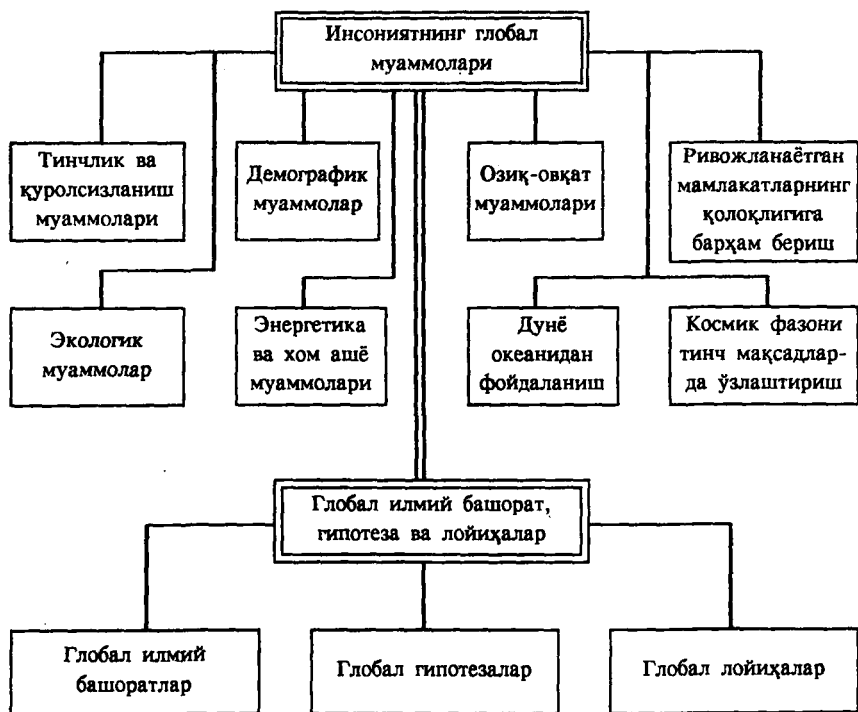 Инсониятнинг глобал
муаммолари
Тинчлик ва
қуролсизланиш
муаммолари
Демографик
муаммолар
Озиқ-овқат
муаммолари
Ривожланаётган
мамлакатларнинг
қолоқлигига
барҳам бериш
Экологик
муаммолар
Энергетика
ва хом ашё
муаммолари
Дунё
океанидан
фойдаланиш
Космик фазони
тинч мақсадлар-
да ўзлаштириш
Глобал илмий башорат,
гипотеза ва лойиҳалар
Глобал илмий
башоратлар
Глобал гипотезалар
Глобал лойиҳалар